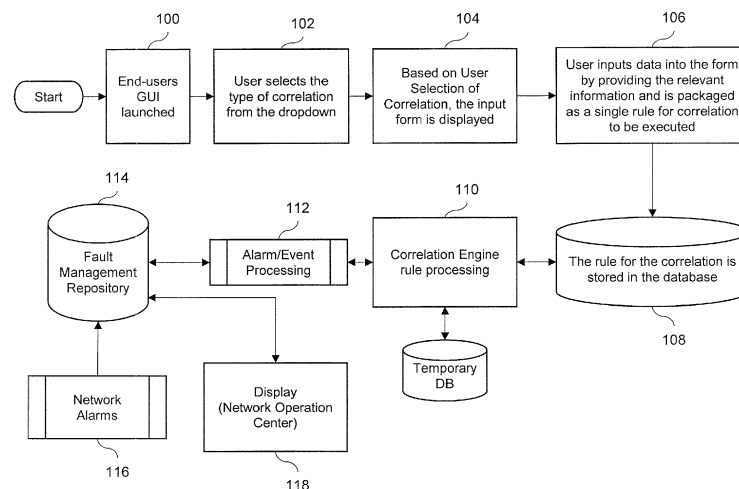 100
102
104
106
Start
End-users
GUI
launched
User selects the
type of correlation
from the dropdown
Based on User
Selection of
Correlation, the input
form is displayed
User inputs data into the form
by providing the relevant
information and is packaged
as a single rule for correlation
to be executed
114
112
110
Fault
Management
Repository
Alarm/Event
Processing
Correlation Engine
rule processing
The rule for the correlation is
stored in the database
108
Temporary
DB
Network
Alarms
116
Display
(Network Operation
Center)
118